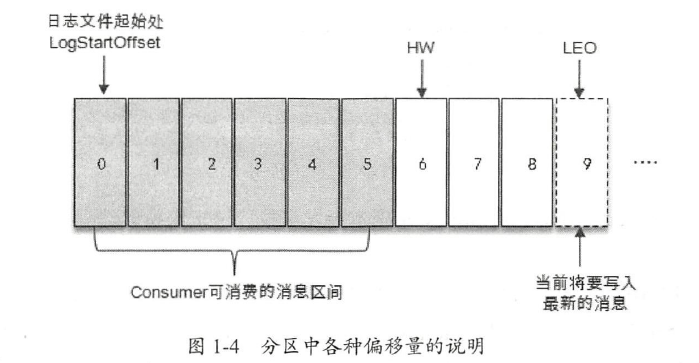 日志文件起始处
LogStartOffset
HW
LEO
0 1 2 3 4 5 6 7 8 9 ····
Consumer可消费的消息区间
当前将要写入
最新的消息
图 1-4 分区中各种偏移量的说明